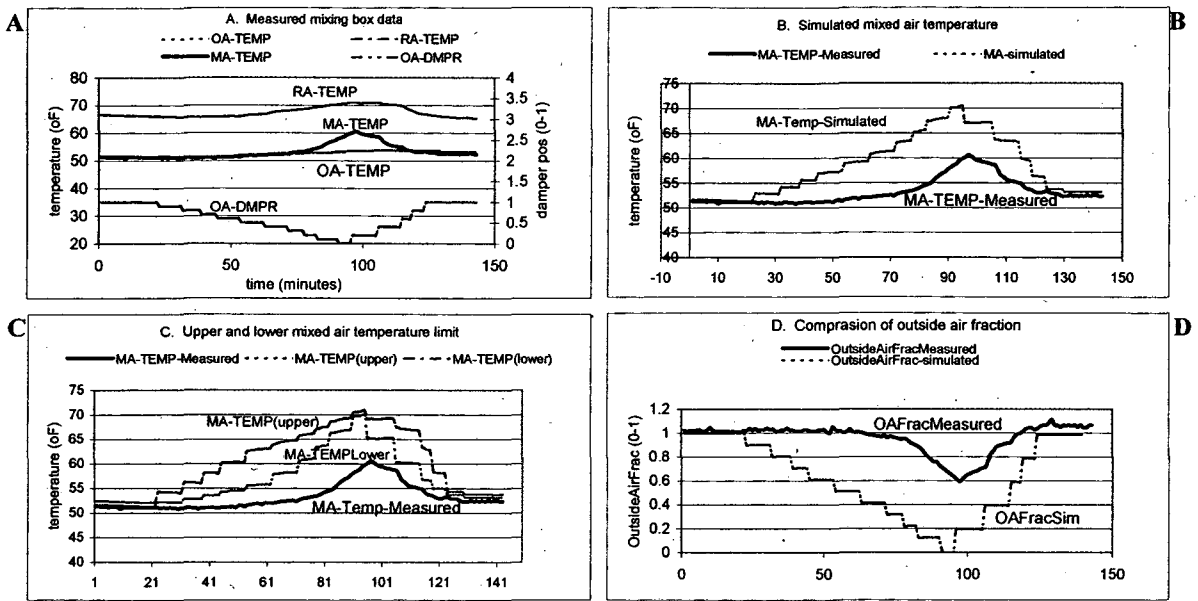 A
A. Measured mixing box data
OA-TEMP
RA-TEMP
MA-TEMP
OA-DMPR
temperature (oF)
80
70
60
50
40
30
20
4
3.5
3
2.5
2
1.5
1
0.5
0
damper pos (0-1)
RA-TEMP
MA-TEMP
OA-TEMP
OA-DMPR
0
50
100
150
time (minutes)
B
B. Simulated mixed air temperature
MA-TEMP-Measured
MA-simulated
temperature (oF)
75
70
65
60
55
50
45
40
MA-Temp-Simulated
MA-TEMP-Measured
-10
10
30
50
70
90
110
130
150
C
C. Upper and lower mixed air temperature limit
MA-TEMP-Measured
MA-TEMP(upper)
MA-TEMP(lower)
temperature (oF)
75
70
65
60
55
50
45
40
MA-TEMP(upper)
MA-TEMPLower
MA-Temp-Measured
1
21
41
61
81
101
121
141
D
D. Comprasion of outside air fraction
OutsideAirFracMeasured
OutsideAirFrac-simulated
OutsideAirFrac (0-1)
1.2
1
0.8
0.6
0.4
0.2
0
OAFracMeasured
OAFracSim
0
50
100
150